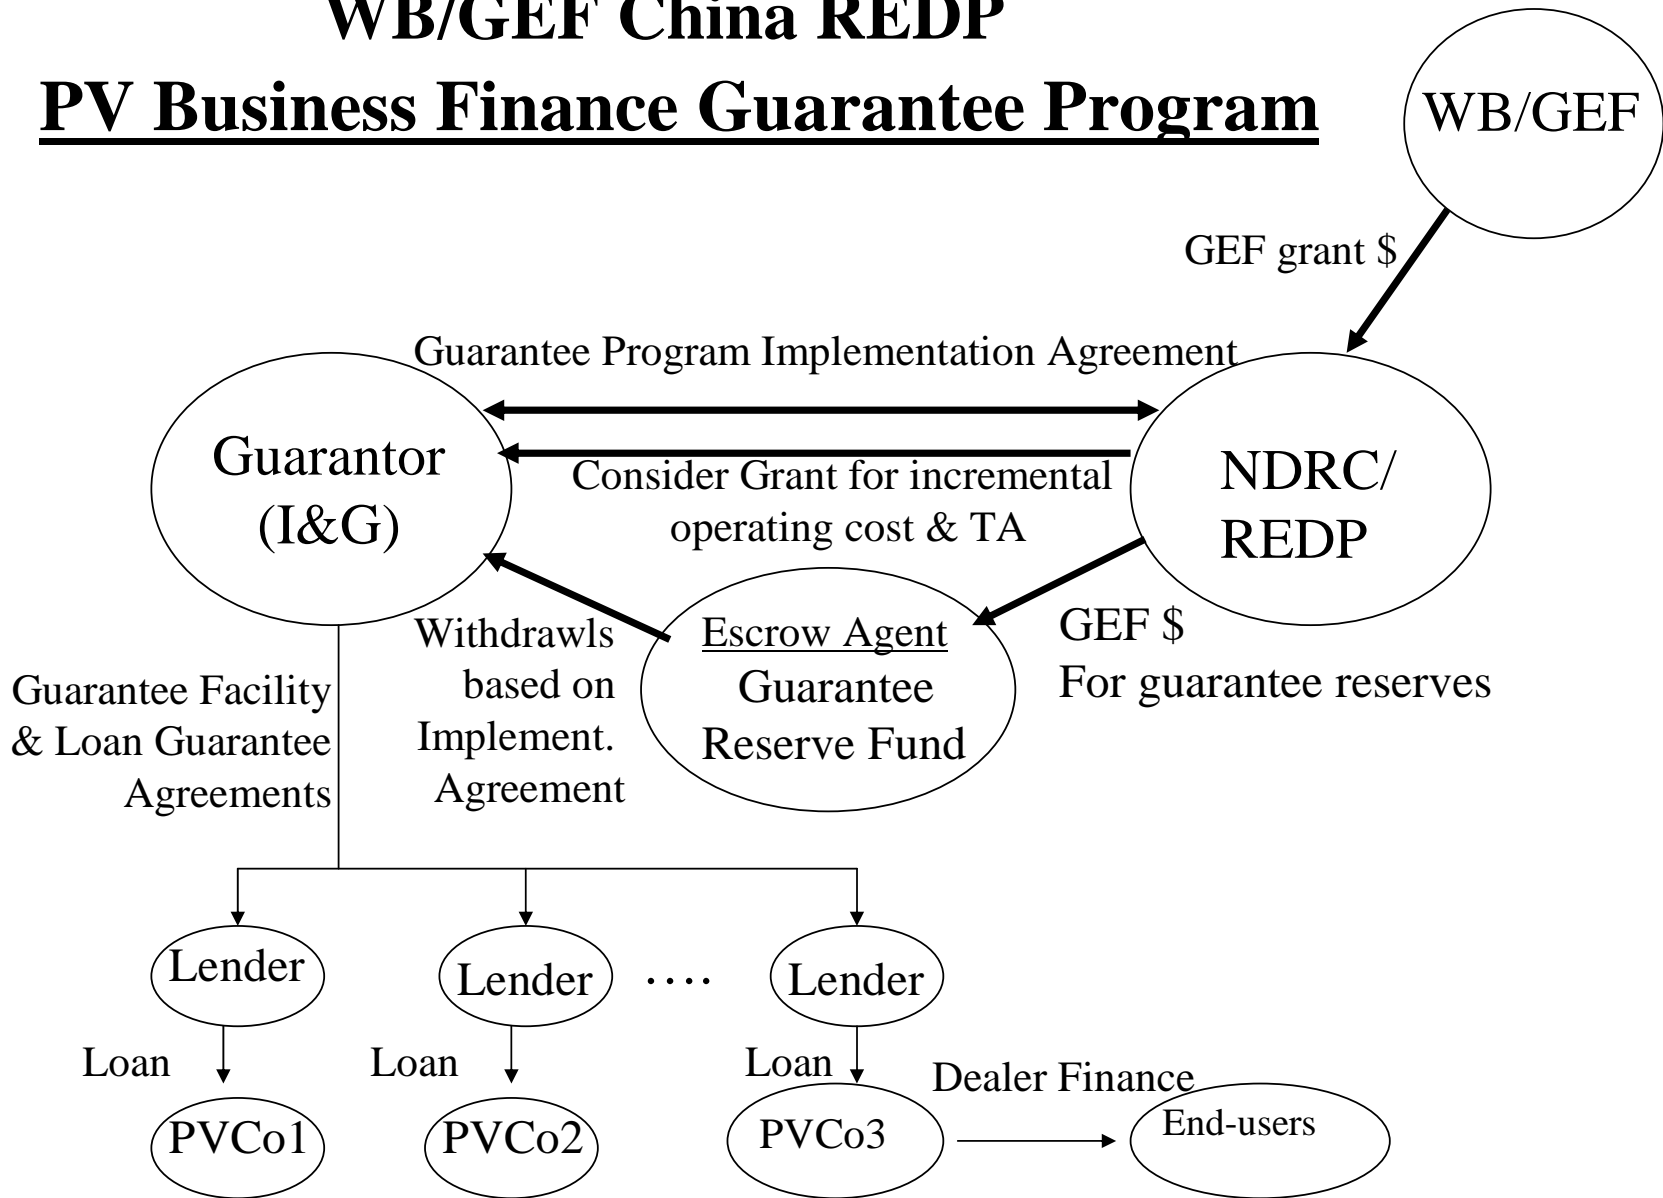 WB/GEF China REDP
PV Business Finance Guarantee Program
WB/GEF
GEF grant $
Guarantee Program Implementation Agreement
Guarantor
(I&G)
Consider Grant for incremental
operating cost & TA
NDRC/
REDP
Withdrawls
based on
Implement.
Agreement
Escrow Agent
Guarantee
Reserve Fund
GEF $
For guarantee reserves
Guarantee Facility
& Loan Guarantee
Agreements
Lender
Lender
....
Lender
Loan
Loan
Loan
Dealer Finance
PVCo1
PVCo2
PVCo3
End-users